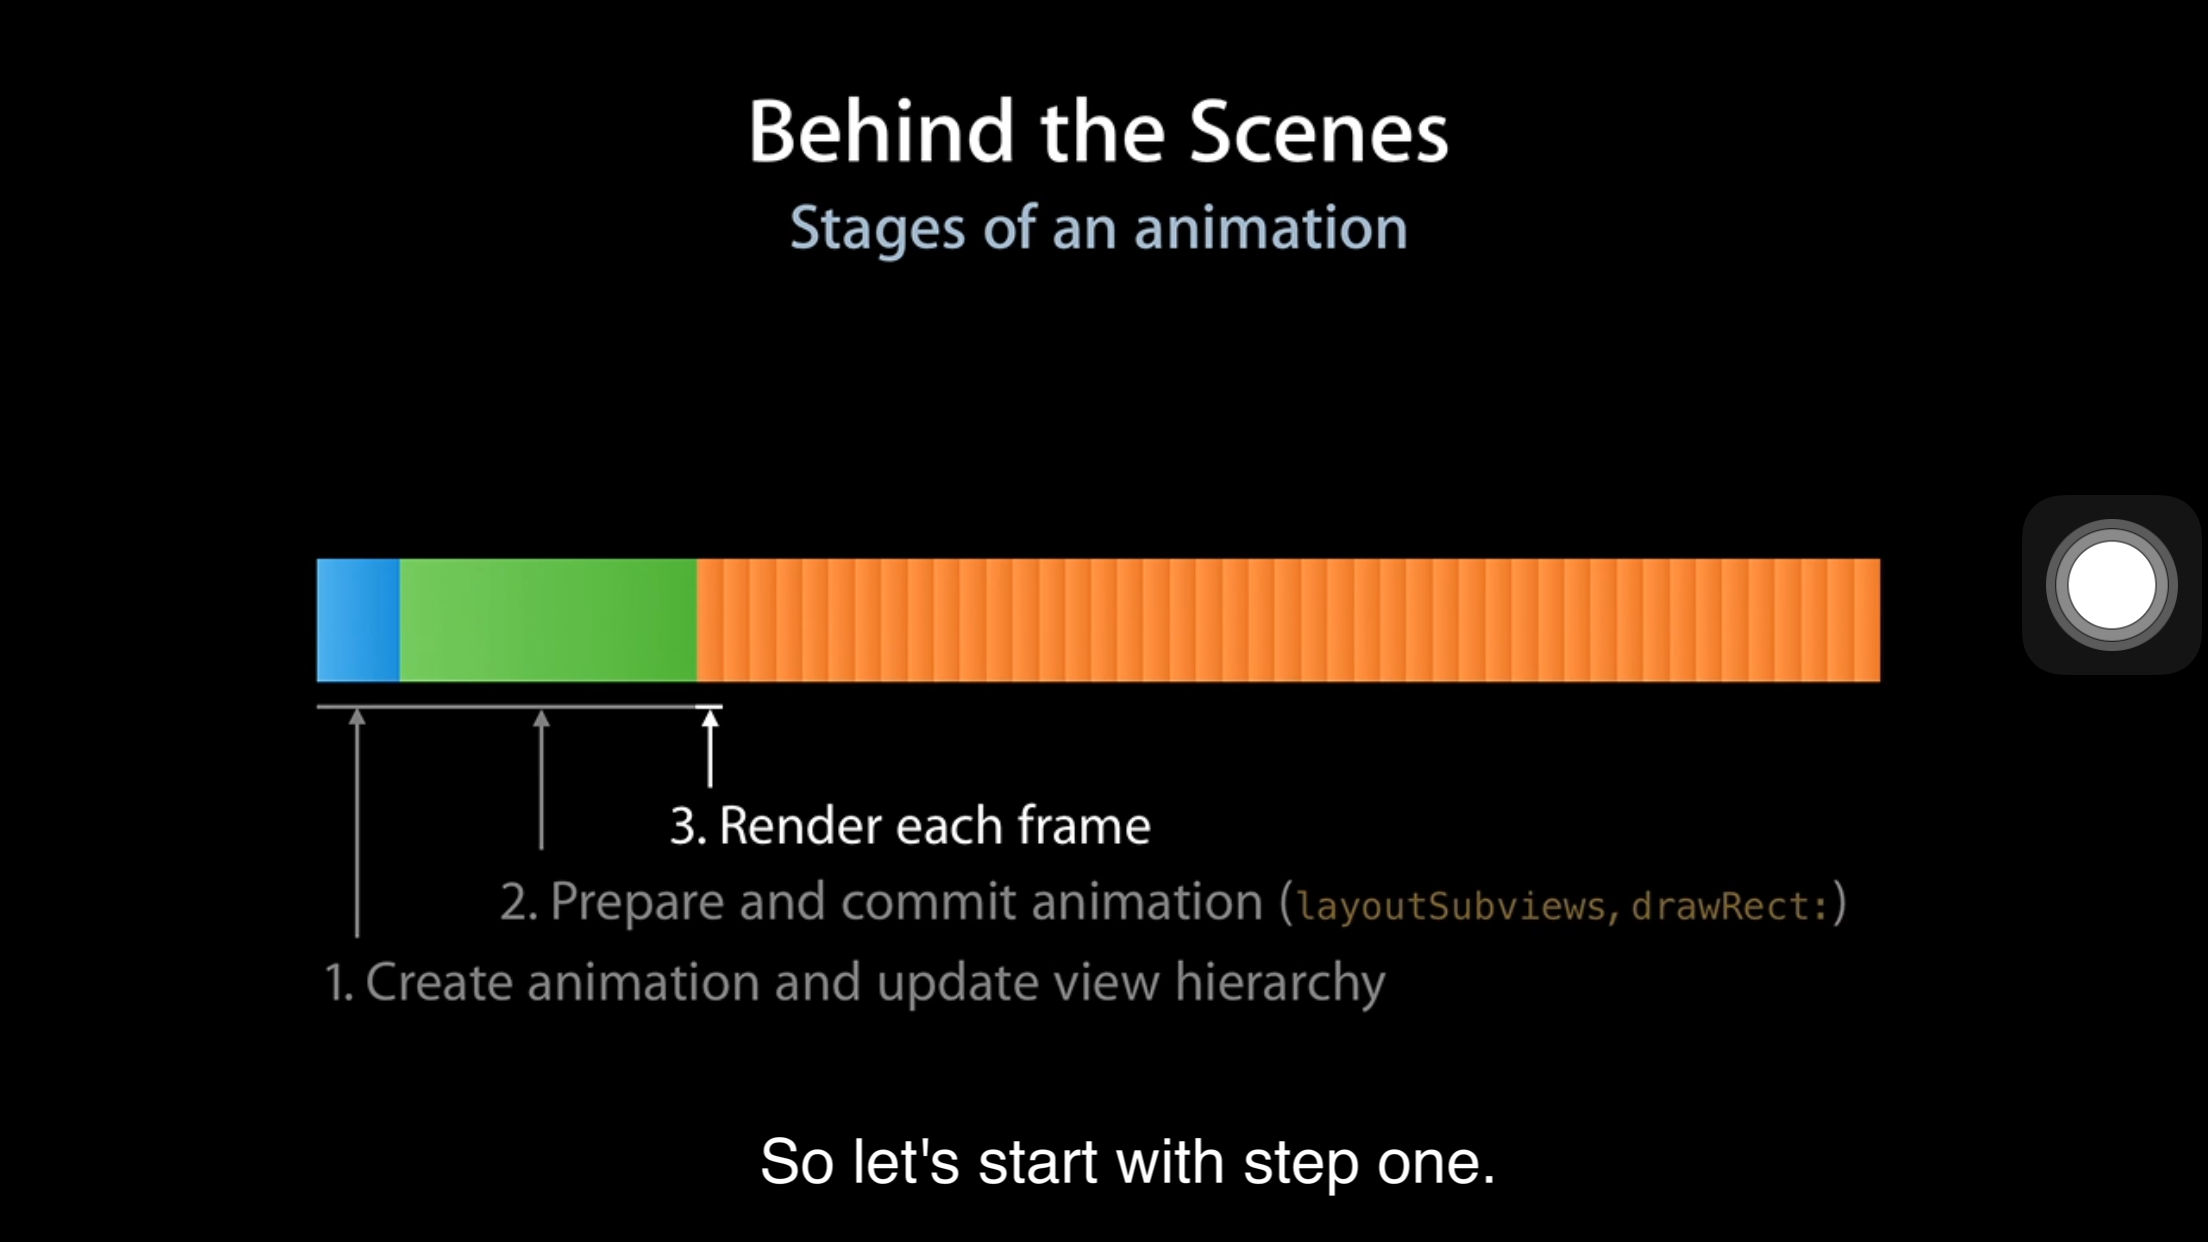 Behind the Scenes
Stages of an animation
3. Render each frame
2. Prepare and commit animation (layoutSubviews, drawRect:)
1. Create animation and update view hierarchy
So let's start with step one.